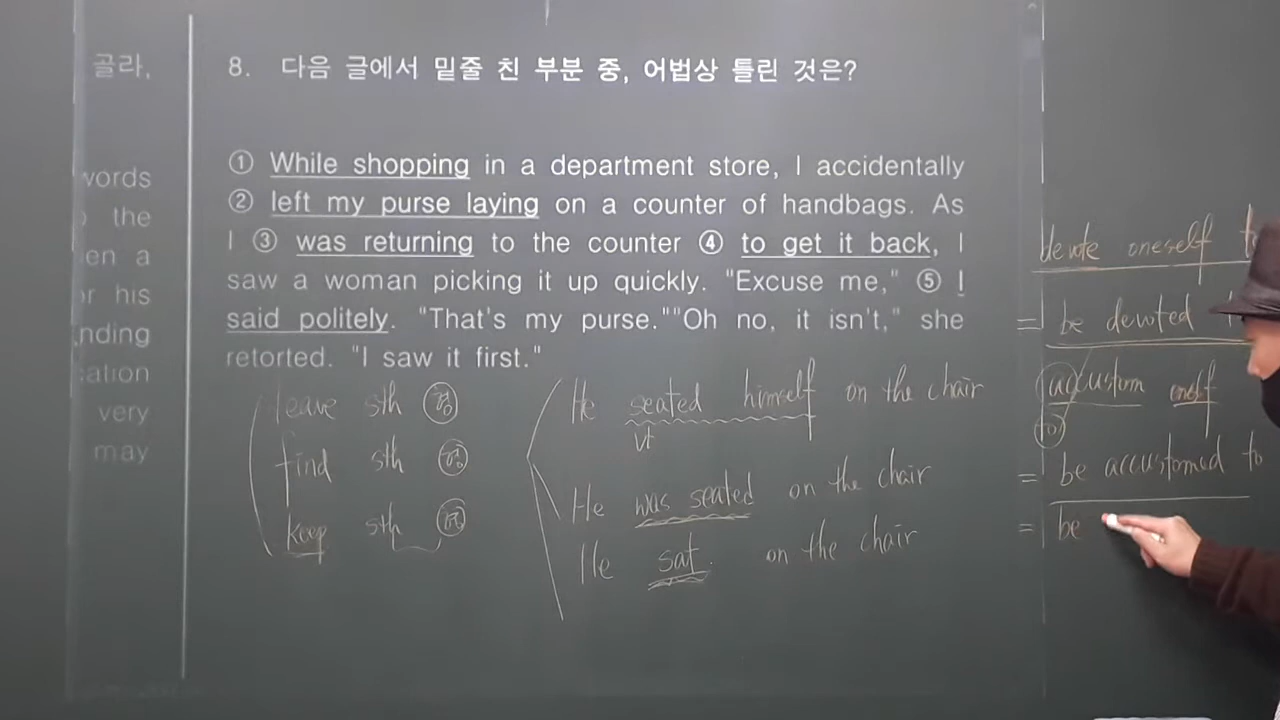 골라,
words
the
en a
or his
nding
cation
very
may
8. 다음 글에서 밑줄 친 부분 중, 어법상 틀린 것은?
① While shopping in a department store, I accidentally
② left my purse laying on a counter of handbags. As
I ③ was returning to the counter ④ to get it back, I
saw a woman picking it up quickly. "Excuse me," ⑤ I
said politely. "That's my purse.""Oh no, it isn't," she
retorted. "I saw it first."
leave sth 형
find sth 형
keep sth
He seated himself on the chair
vt
He was seated on the chair
He sat on the chair
devote oneself
= be devoted
accustom oneself
to
= be accustomed to
= be